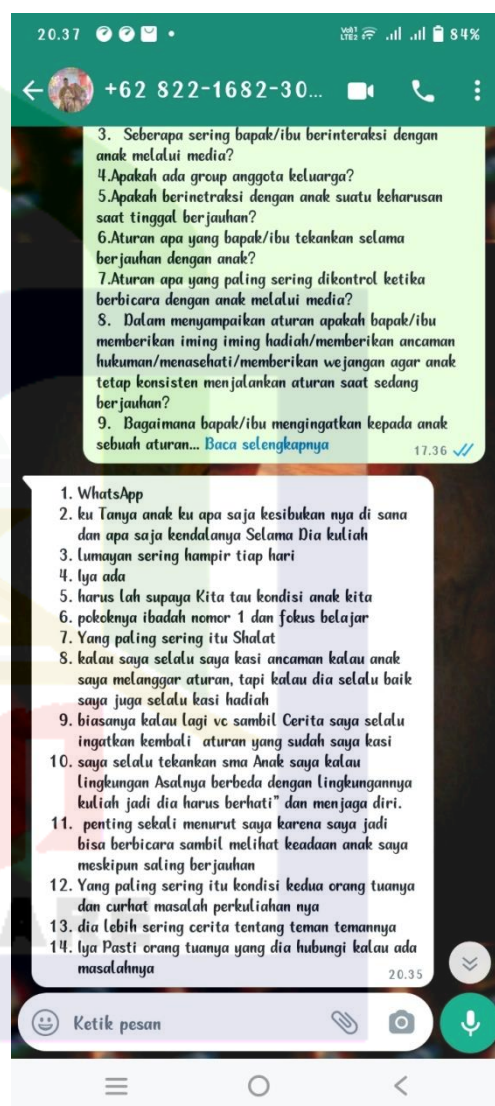 20.37
VoD) LTE2 84%
+62 822-1682-30...
3. Seberapa sering bapak/ibu berinteraksi dengan
anak melalui media?
4.Apakah ada group anggota keluarga?
5.Apakah berinetraksi dengan anak suatu keharusan
saat tinggal berjauhan?
6.Aturan apa yang bapak/ibu tekankan selama
berjauhan dengan anak?
7.Aturan apa yang paling sering dikontrol ketika
berbicara dengan anak melalui media?
8. Dalam menyampaikan aturan apakah bapak/ibu
memberikan iming iming hadiah/memberikan ancaman
hukuman/menasehati/memberikan wejangan agar anak
tetap konsisten menjalankan aturan saat sedang
berjauhan?
9. Bagaimana bapak/ibu mengingatkan kepada anak
sebuah aturan... Baca selengkapnya
17.36
1. WhatsApp
2. ku Tanya anak ku apa saja kesibukan nya di sana
dan apa saja kendalanya Selama Dia kuliah
3. lumayan sering hampir tiap hari
4. Iya ada
5. harus lah supaya Kita tau kondisi anak kita
6. pokoknya ibadah nomor 1 dan fokus belajar
7. Yang paling sering itu Shalat
8. kalau saya selalu saya kasi ancaman kalau anak
saya melanggar aturan, tapi kalau dia selalu baik
saya juga selalu kasi hadiah
9. biasanya kalau lagi vc sambil Cerita saya selalu
ingatkan kembali aturan yang sudah saya kasi
10. saya selalu tekankan sma Anak saya kalau
lingkungan Asalnya berbeda dengan lingkungannya
kuliah jadi dia harus berhati" dan menjaga diri.
11. penting sekali menurut saya karena saya jadi
bisa berbicara sambil melihat keadaan anak saya
meskipun saling berjauhan
12. Yang paling sering itu kondisi kedua orang tuanya
dan curhat masalah perkuliahan nya
13. dia lebih sering cerita tentang teman temannya
14. Iya Pasti orang tuanya yang dia hubungi kalau ada
masalahnya
20.35
Ketik pesan